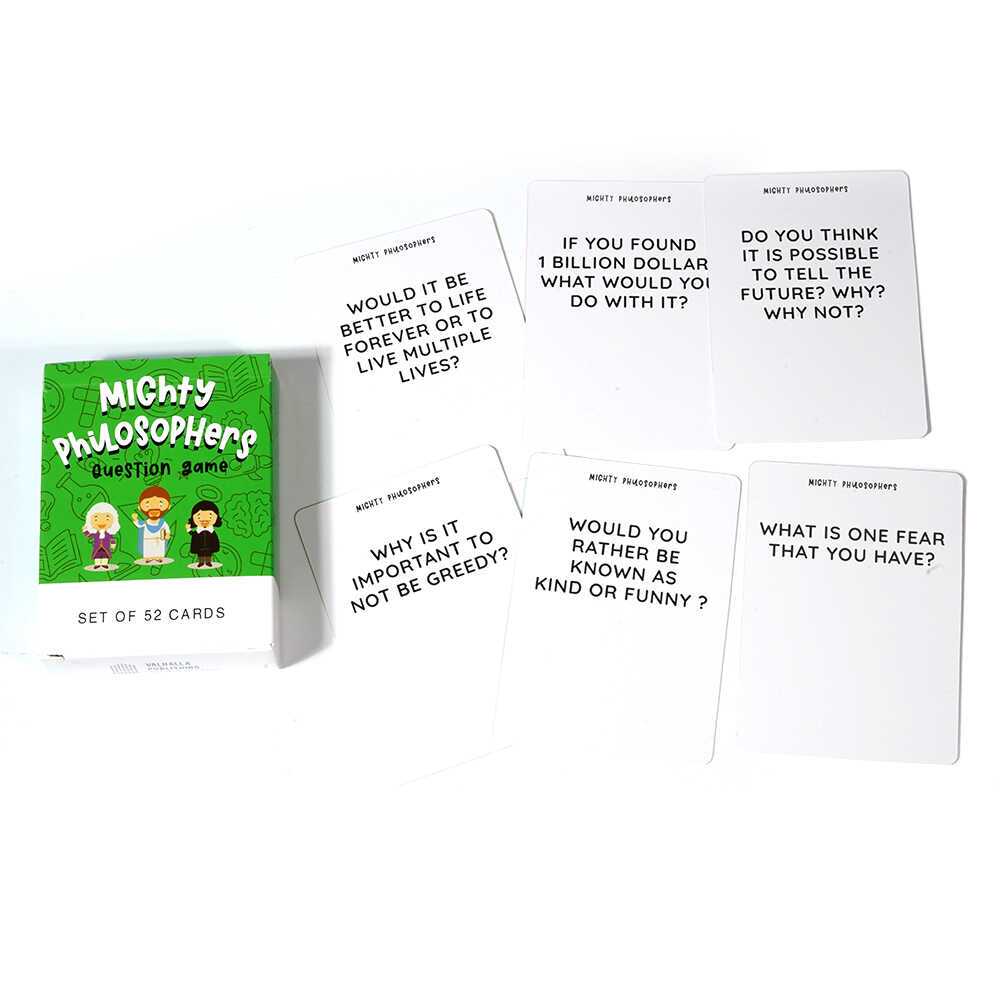 MIGhty
PhilosopHers
Question Game
SET OF 52 CARDS
VALHALLA
PUBLISHING
MIGHTY PHILOSOPHERS
WOULD IT BE
BETTER TO LIFE
FOREVER OR TO
LIVE MULTIPLE
LIVES?
MIGHTY PHILOSOPHERS
IF YOU FOUND
1 BILLION DOLLAR
WHAT WOULD YOU
DO WITH IT?
MIGHTY PHILOSOPHERS
DO YOU THINK
IT IS POSSIBLE
TO TELL THE
FUTURE? WHY?
WHY NOT?
MIGHTY PHILOSOPHERS
WHY IS IT
IMPORTANT TO
NOT BE GREEDY?
MIGHTY PHILOSOPHERS
WOULD YOU
RATHER BE
KNOWN AS
KIND OR FUNNY ?
MIGHTY PHILOSOPHERS
WHAT IS ONE FEAR
THAT YOU HAVE?